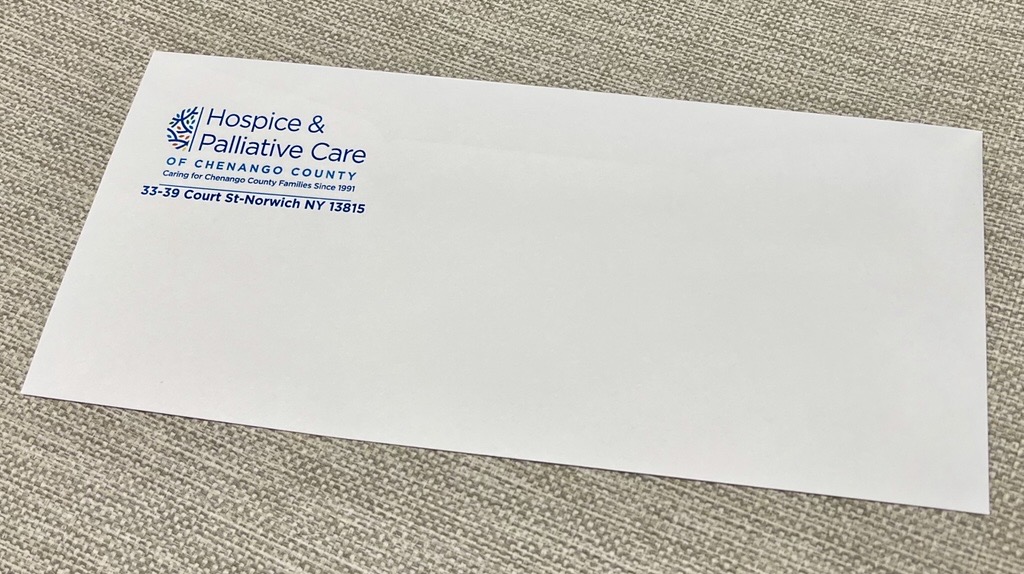 Hospice &
Palliative Care
OF CHENANGO COUNTY
Caring for Chenango County Families Since 1991
33-39 Court St-Norwich NY 13815